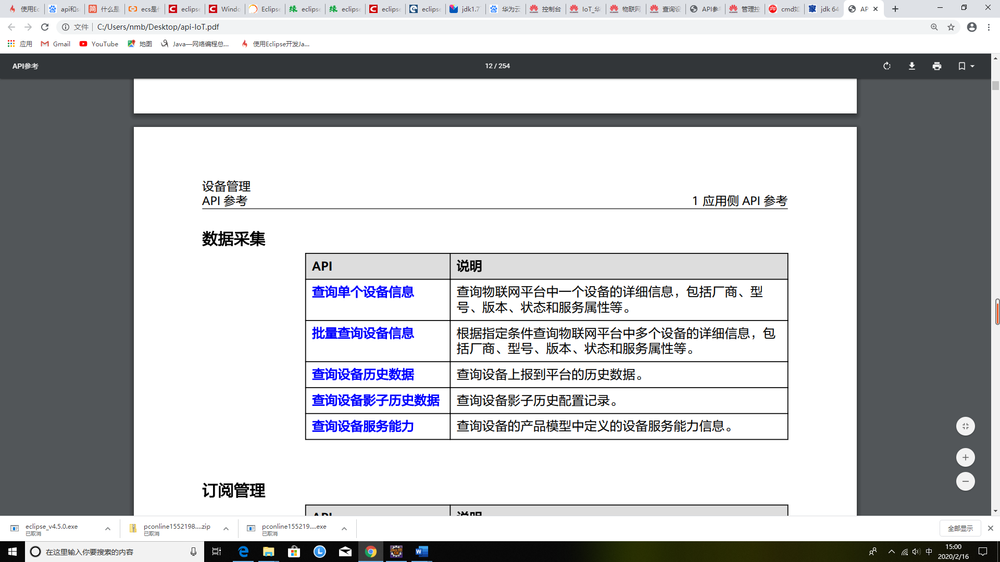 使用Ec
api和s
什么是
ecs是什
eclipse
Windo
Eclipse
eclipse
eclipse
eclipse
eclipse
jdk1.7
华为云
控制台
IoT_华
物联网
查询设
API参考
管理控
cmd如
jdk 64
AP
文件
C:/Users/nmb/Desktop/api-IoT.pdf
应用
Gmail
YouTube
地图
Java—网络编程总...
使用Eclipse开发Ja...
API参考
12 / 254
设备管理
API 参考
1 应用侧 API 参考
数据采集
API
说明
查询单个设备信息
查询物联网平台中一个设备的详细信息，包括厂商、型
号、版本、状态和服务属性等。
批量查询设备信息
根据指定条件查询物联网平台中多个设备的详细信息，包
括厂商、型号、版本、状态和服务属性等。
查询设备历史数据
查询设备上报到平台的历史数据。
查询设备影子历史数据
查询设备影子历史配置记录。
查询设备服务能力
查询设备的产品模型中定义的设备服务能力信息。
订阅管理
API
说明
eclipse_v4.5.0.exe
已取消
pconline1552198....zip
已取消
pconline155219....exe
已取消
全部显示
在这里输入你要搜索的内容
中
15:00
2020/2/16